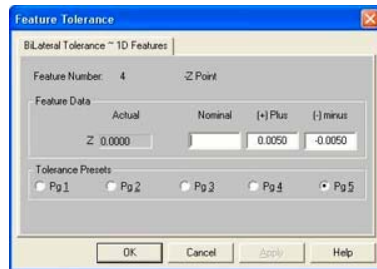 Feature Tolerance
BiLateral Tolerance ~ 1D Features
Feature Number: 4 -Z Point
Feature Data
Actual Nominal (+) Plus (-) minus
Z 0.0000 0.0050 -0.0050
Tolerance Presets
Pg 1 Pg 2 Pg 3 Pg 4 Pg 5
OK Cancel Apply Help